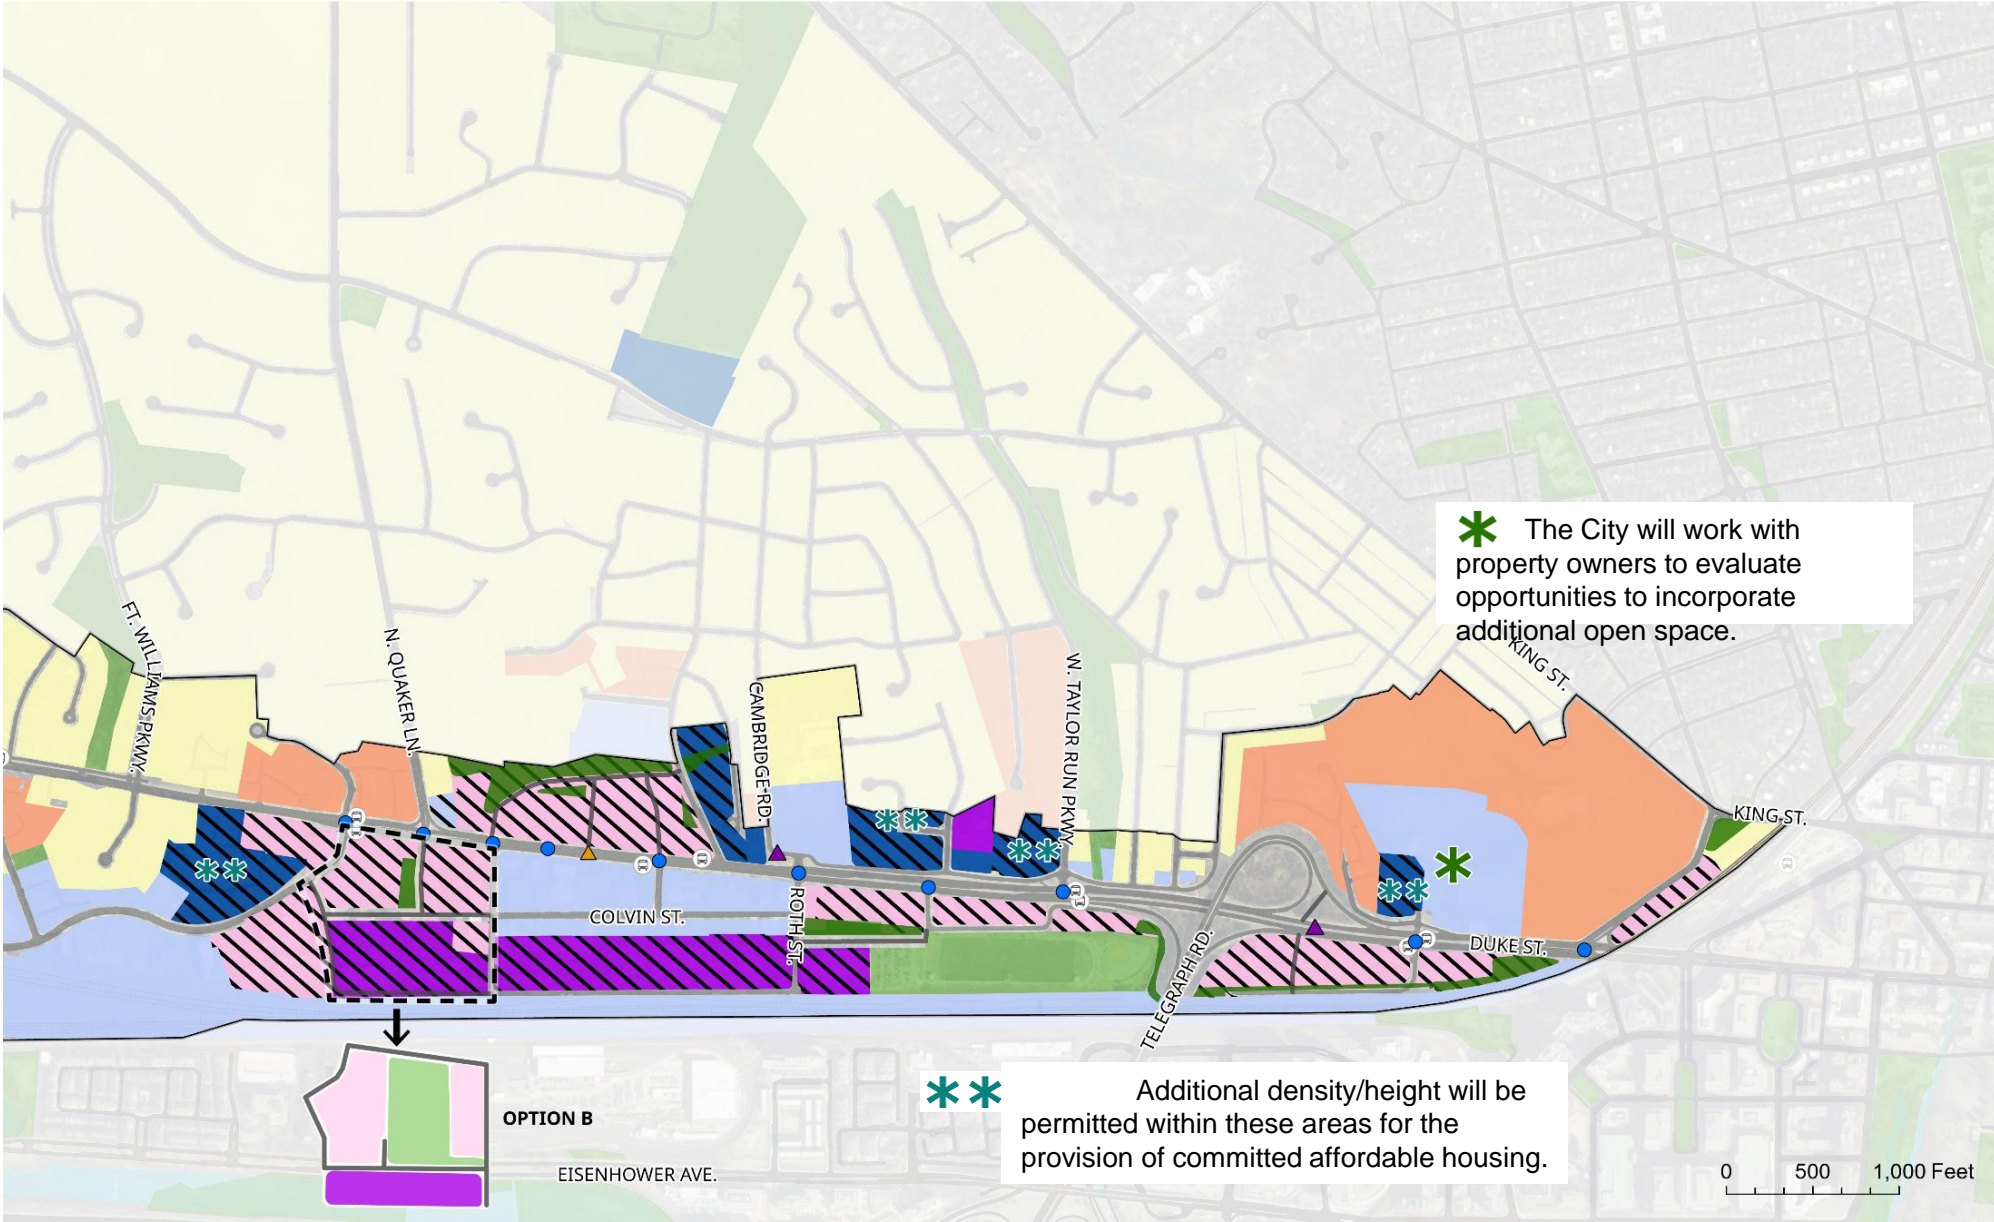 The City will work with
property owners to evaluate
opportunities to incorporate
additional open space.
KING ST.
FT. WILLIAMS PKWY.
N. QUAKER LN.
CAMBRIDGE RD.
W. TAYLOR RUN PKWY.
KING ST.
COLVIN ST.
ROTH ST.
DUKE ST.
TELEGRAPH RD.
OPTION B
EISENHOWER AVE.
Additional density/height will be
permitted within these areas for the
provision of committed affordable housing.
0 500 1,000 Feet